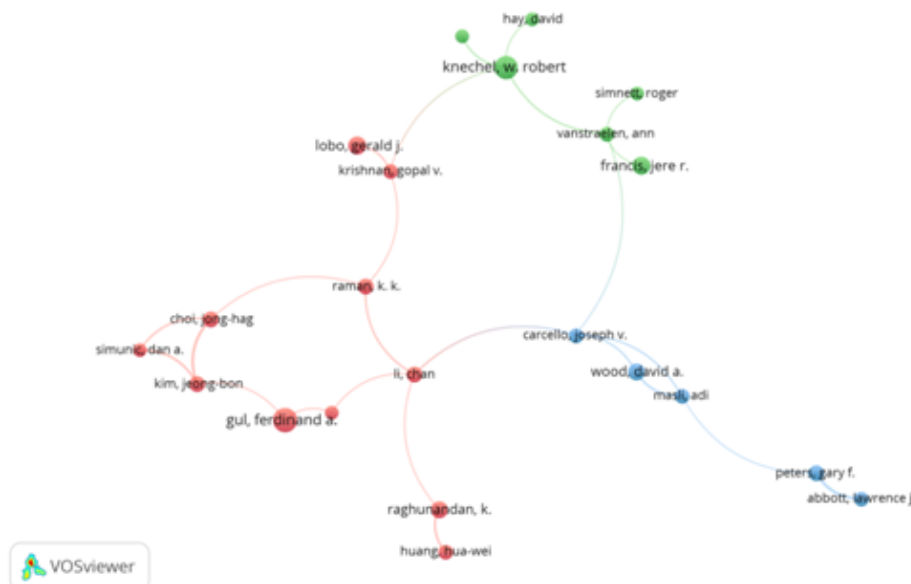 hay, david
knechel, w. robert
simnett, roger
vanstraelen, ann
lobo, gerald j.
francis, jere r.
krishnan, gopal v.
raman, k. k.
choi, jong-hag
carcello, joseph v.
simunic, dan a.
wood, david a.
li, chan
kim, jeong-bon
masli, adi
gul, ferdinand a.
peters, gary f.
abbott, lawrence j
raghunandan, k.
huang, hua-wei
VOSviewer